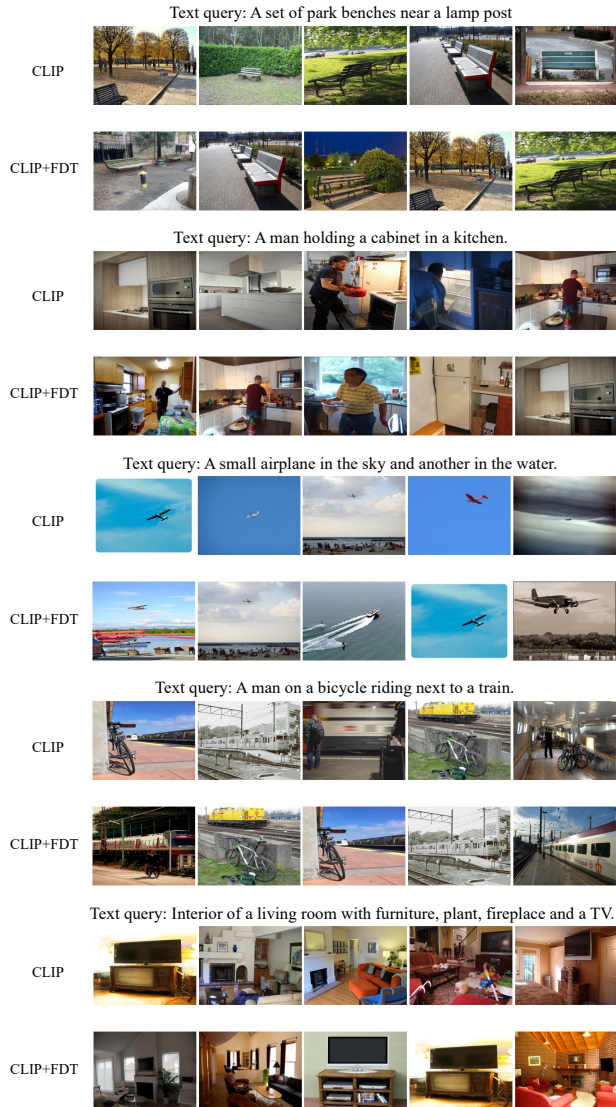 Text query: A set of park benches near a lamp post
CLIP
CLIP+FDT
Text query: A man holding a cabinet in a kitchen.
CLIP
CLIP+FDT
Text query: A small airplane in the sky and another in the water.
CLIP
CLIP+FDT
Text query: A man on a bicycle riding next to a train.
CLIP
CLIP+FDT
Text query: Interior of a living room with furniture, plant, fireplace and a TV.
CLIP
CLIP+FDT